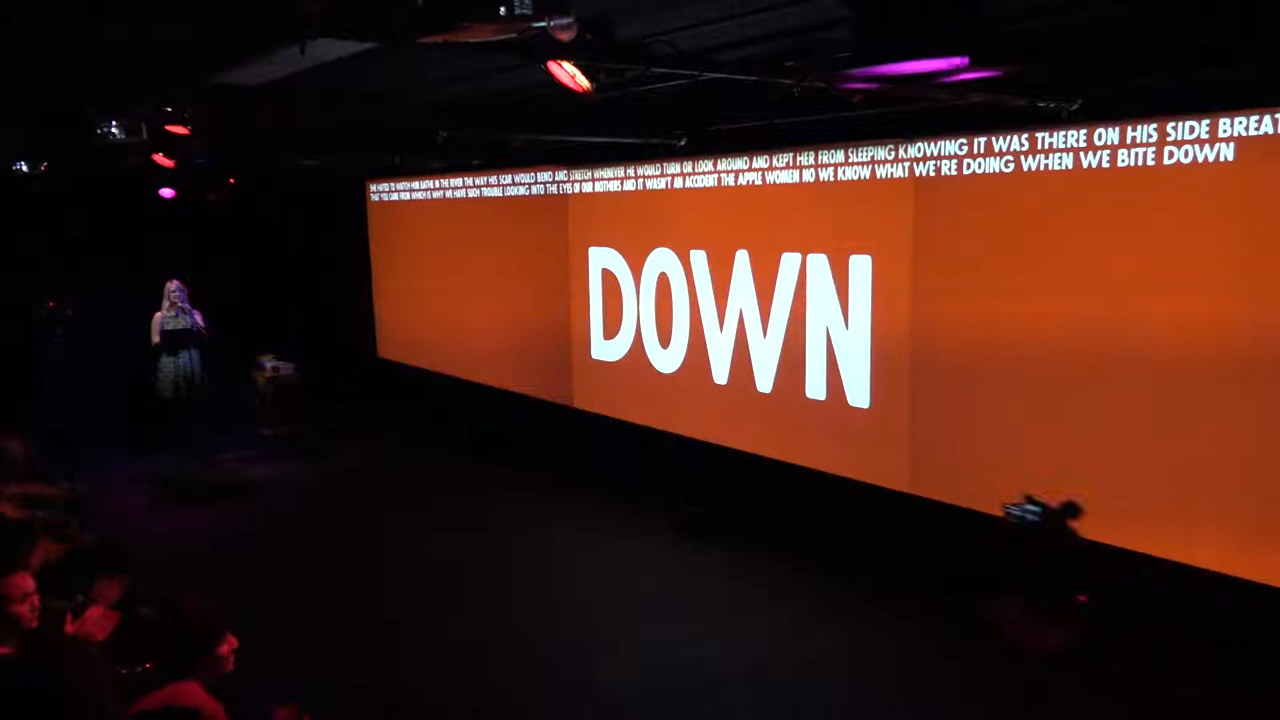 SHE HATED TO WATCH HIM BATHE IN THE RIVER THE WAY HIS SCAR WOULD BEND AND STRETCH WHENEVER HE WOULD TURN OR LOOK AROUND AND KEPT HER FROM SLEEPING KNOWING IT WAS THERE ON HIS SIDE BREAT
THAT YOU CAME FROM WHICH IS WHY WE HAVE SUCH TROUBLE LOOKING INTO THE EYES OF OUR MOTHERS AND IT WASN'T AN ACCIDENT THE APPLE WOMEN NO WE KNOW WHAT WE'RE DOING WHEN WE BITE DOWN
DOWN